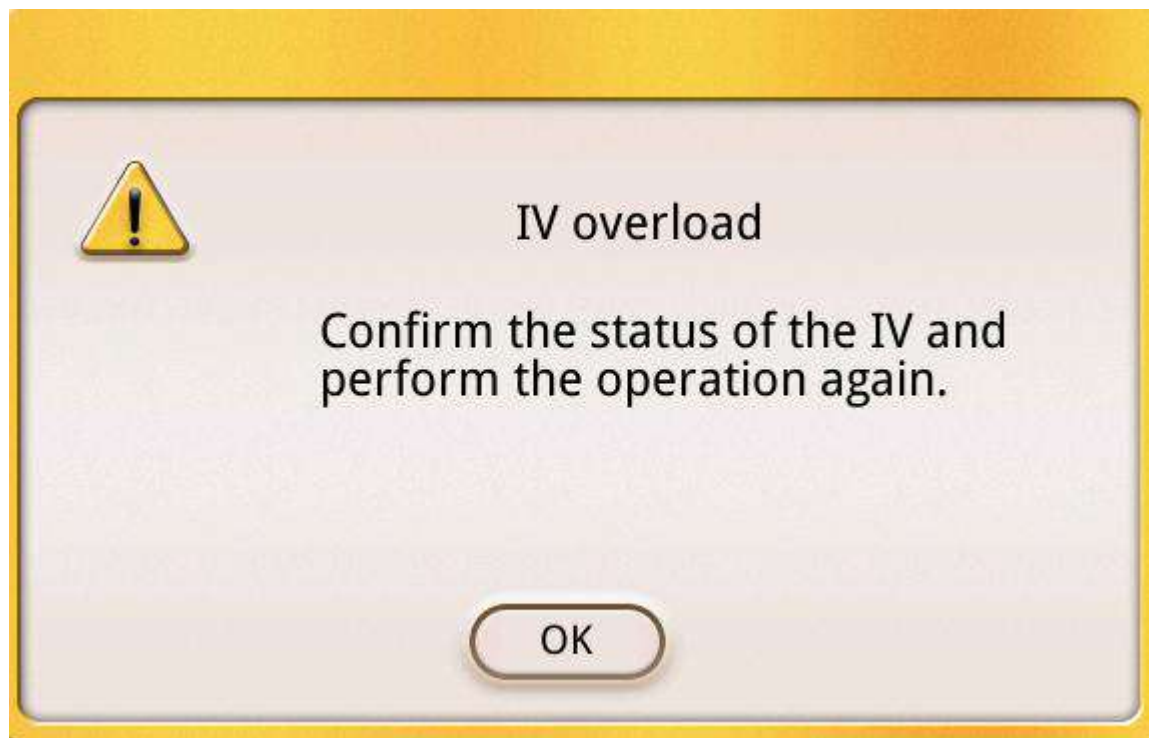 IV overload
Confirm the status of the IV and
perform the operation again.
OK